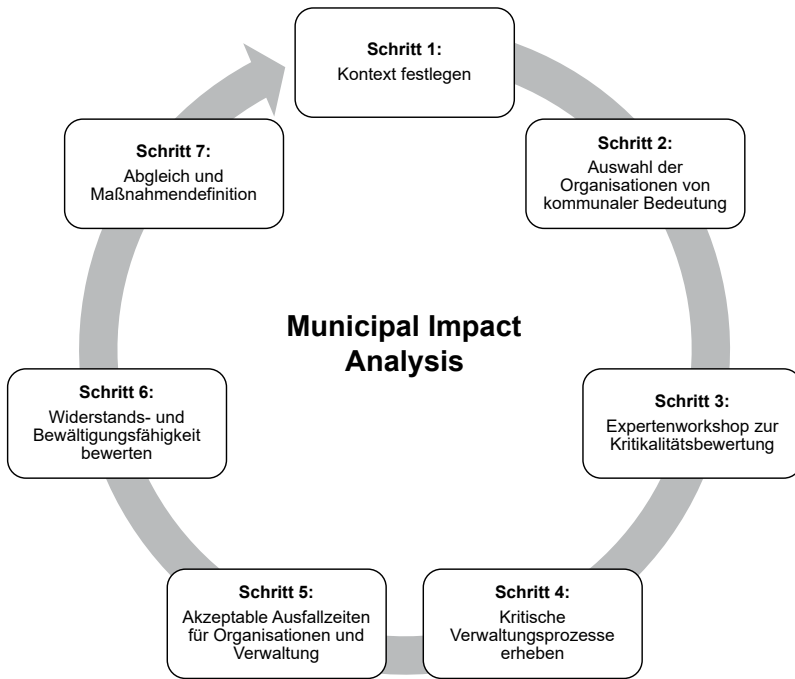 Schritt 1:
Kontext festlegen
Schritt 2:
Auswahl der
Organisationen von
kommunaler Bedeutung
Schritt 3:
Expertenworkshop zur
Kritikalitätsbewertung
Schritt 4:
Kritische
Verwaltungsprozesse
erheben
Schritt 5:
Akzeptable Ausfallzeiten
für Organisationen und
Verwaltung
Schritt 6:
Widerstands- und
Bewältigungsfähigkeit
bewerten
Schritt 7:
Abgleich und
Maßnahmendefinition
Municipal Impact
Analysis